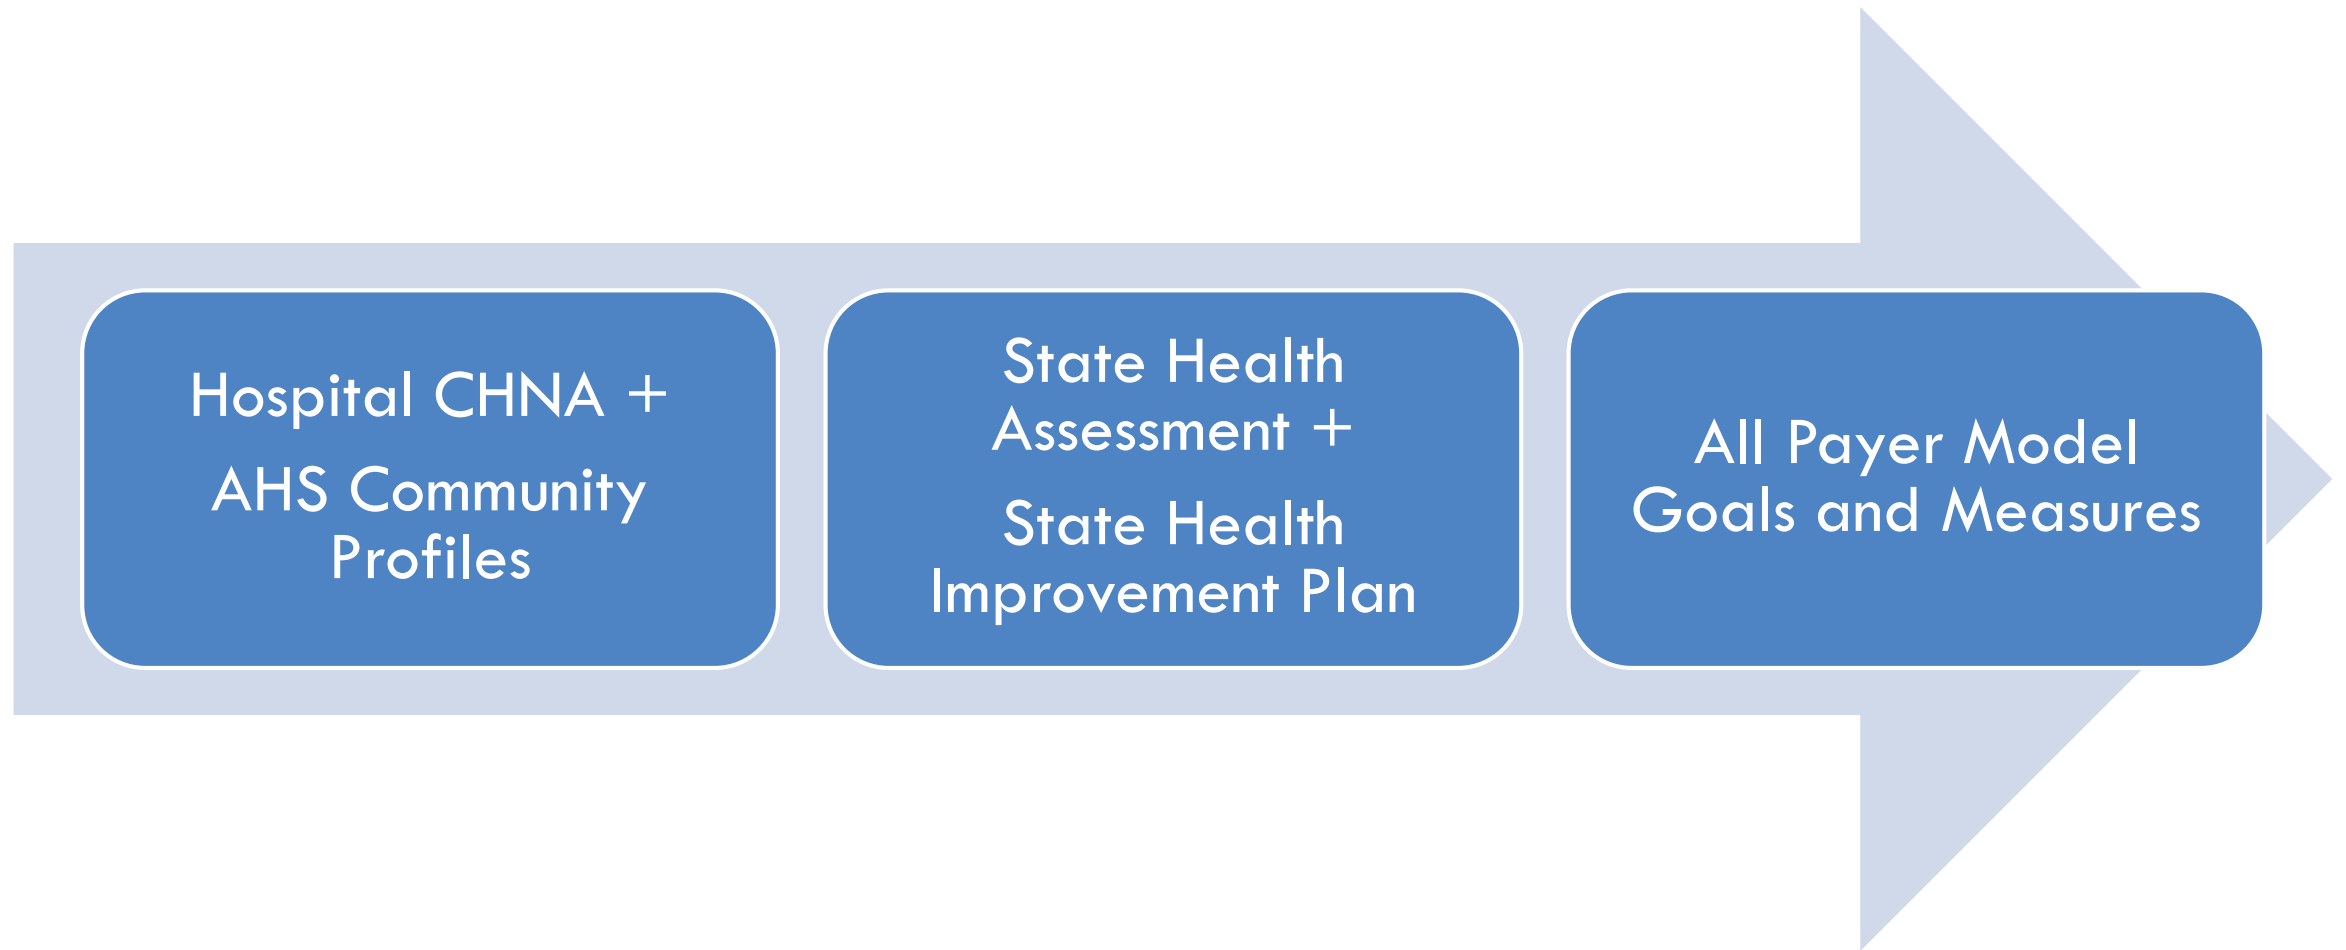 Hospital CHNA +
AHS Community
Profiles
State Health
Assessment +
State Health
Improvement Plan
All Payer Model
Goals and Measures